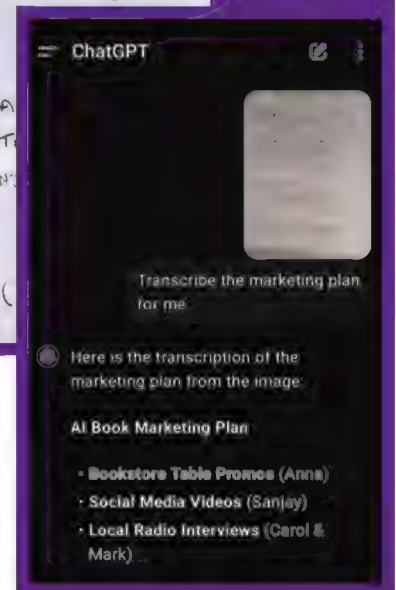 ChatGPT
Transcribe the marketing plan
for me
Here is the transcription of the
marketing plan from the image:
AI Book Marketing Plan
• Bookstore Table Promos (Anna)
• Social Media Videos (Sanjay)
• Local Radio Interviews (Carol &
Mark)